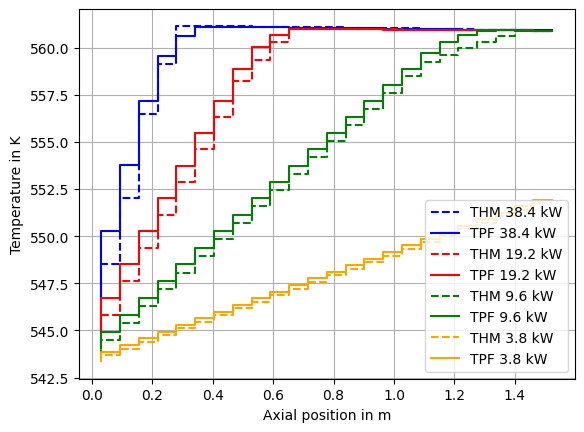 560.0
557.5
555.0
552.5
550.0
547.5
545.0
542.5
Temperature in K
THM 38.4 kW
TPF 38.4 kW
THM 19.2 kW
TPF 19.2 kW
THM 9.6 kW
TPF 9.6 kW
THM 3.8 kW
TPF 3.8 kW
0.0 0.2 0.4 0.6 0.8 1.0 1.2 1.4
Axial position in m